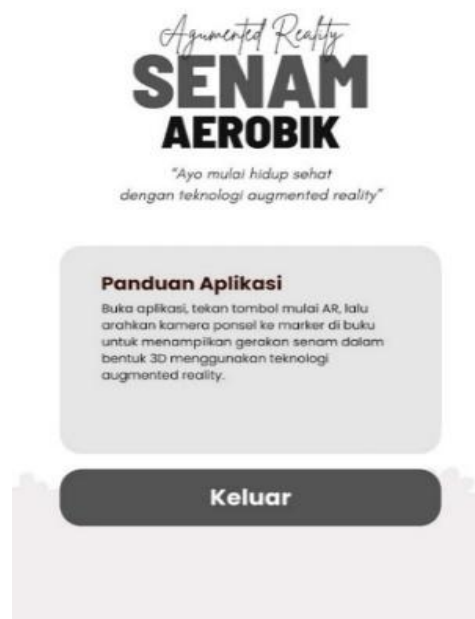 Agumented Reality
SENAM
AEROBIK
"Ayo mulai hidup sehat
dengan teknologi augmented reality"
Panduan Aplikasi
Buka aplikasi, tekan tombol mulai AR, lalu
arahkan kamera ponsel ke marker di buku
untuk menampilkan gerakan senam dalam
bentuk 3D menggunakan teknologi
augmented reality.
Keluar